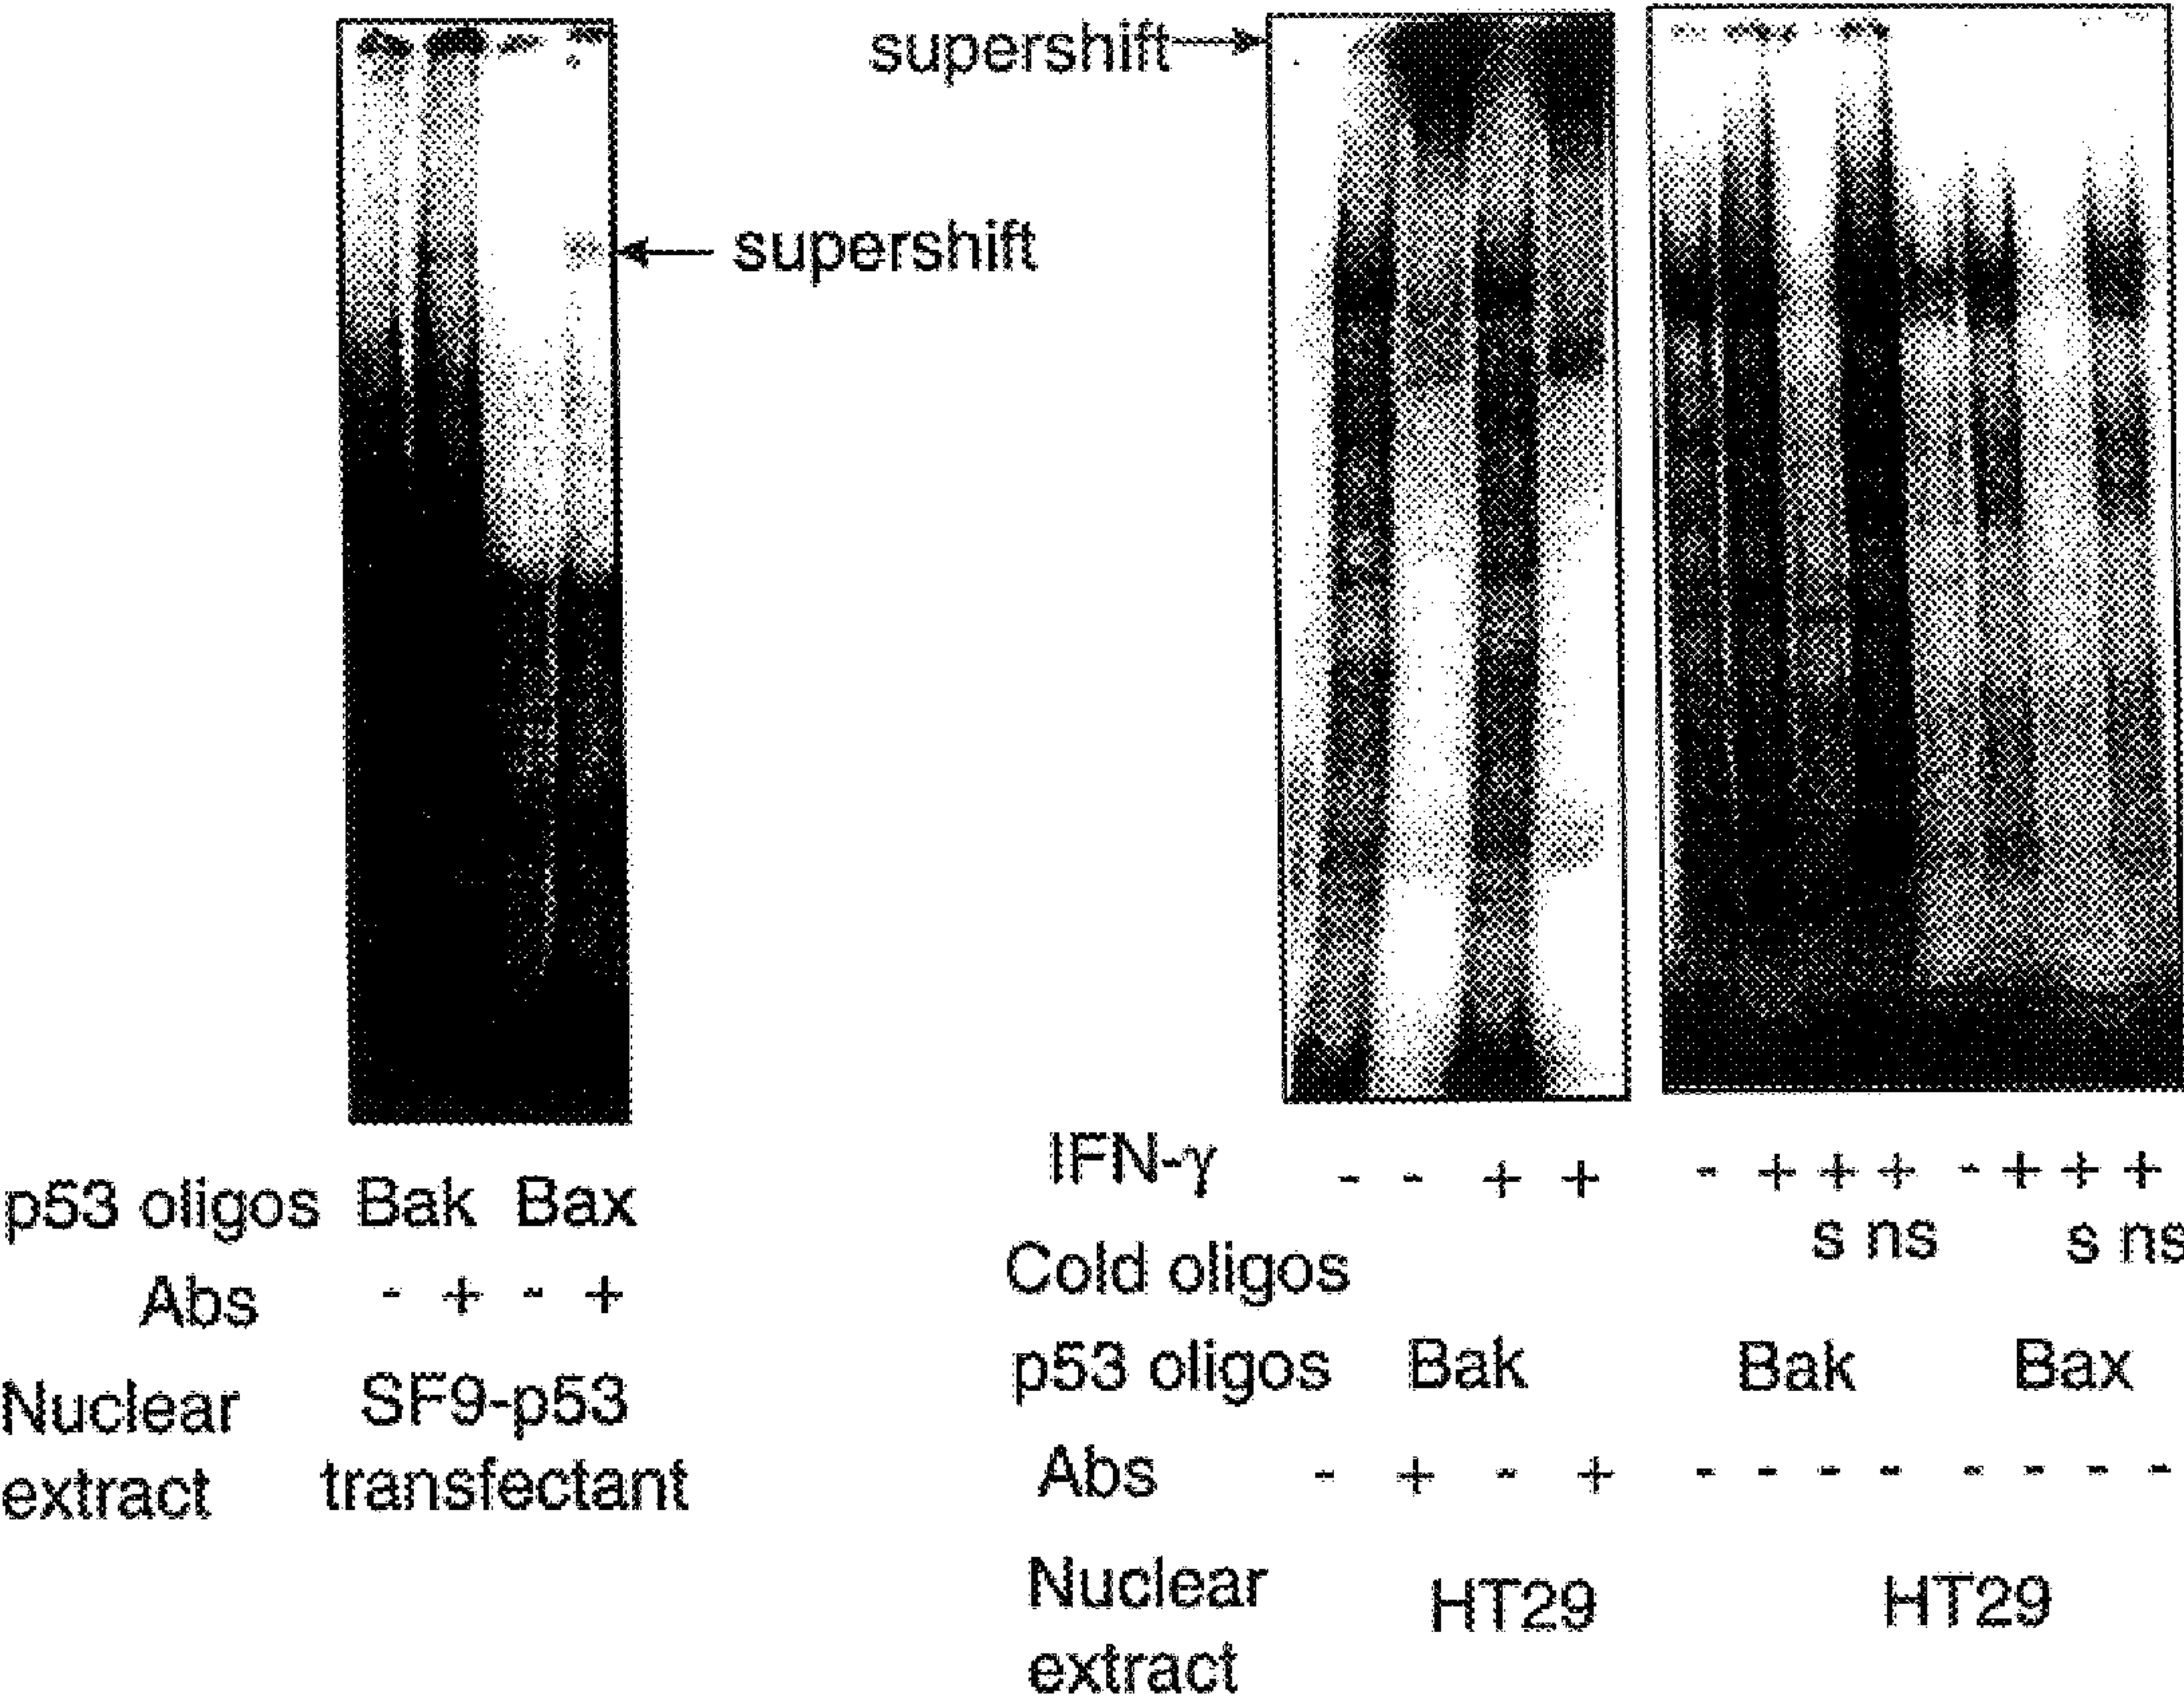 supershift
supershift
p53 oligos Bak Bax
Abs - + - +
Nuclear extract SF9-p53 transfectant
IFN-γ - - + + - + + + - + + +
Cold oligos s ns s ns
p53 oligos Bak Bak Bax
Abs - + - + - - - - - - - -
Nuclear extract HT29 HT29